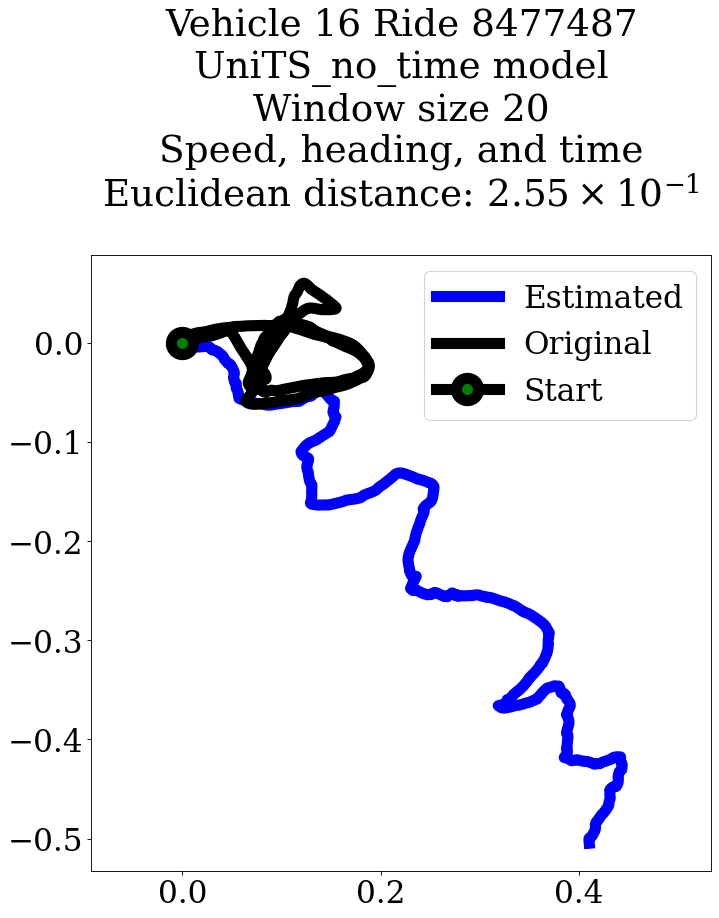 Vehicle 16 Ride 8477487
UniTS_no_time model
Window size 20
Speed, heading, and time
Euclidean distance: 2.55 × 10⁻¹
Estimated
Original
Start
0.0
−0.1
−0.2
−0.3
−0.4
−0.5
0.0 0.2 0.4